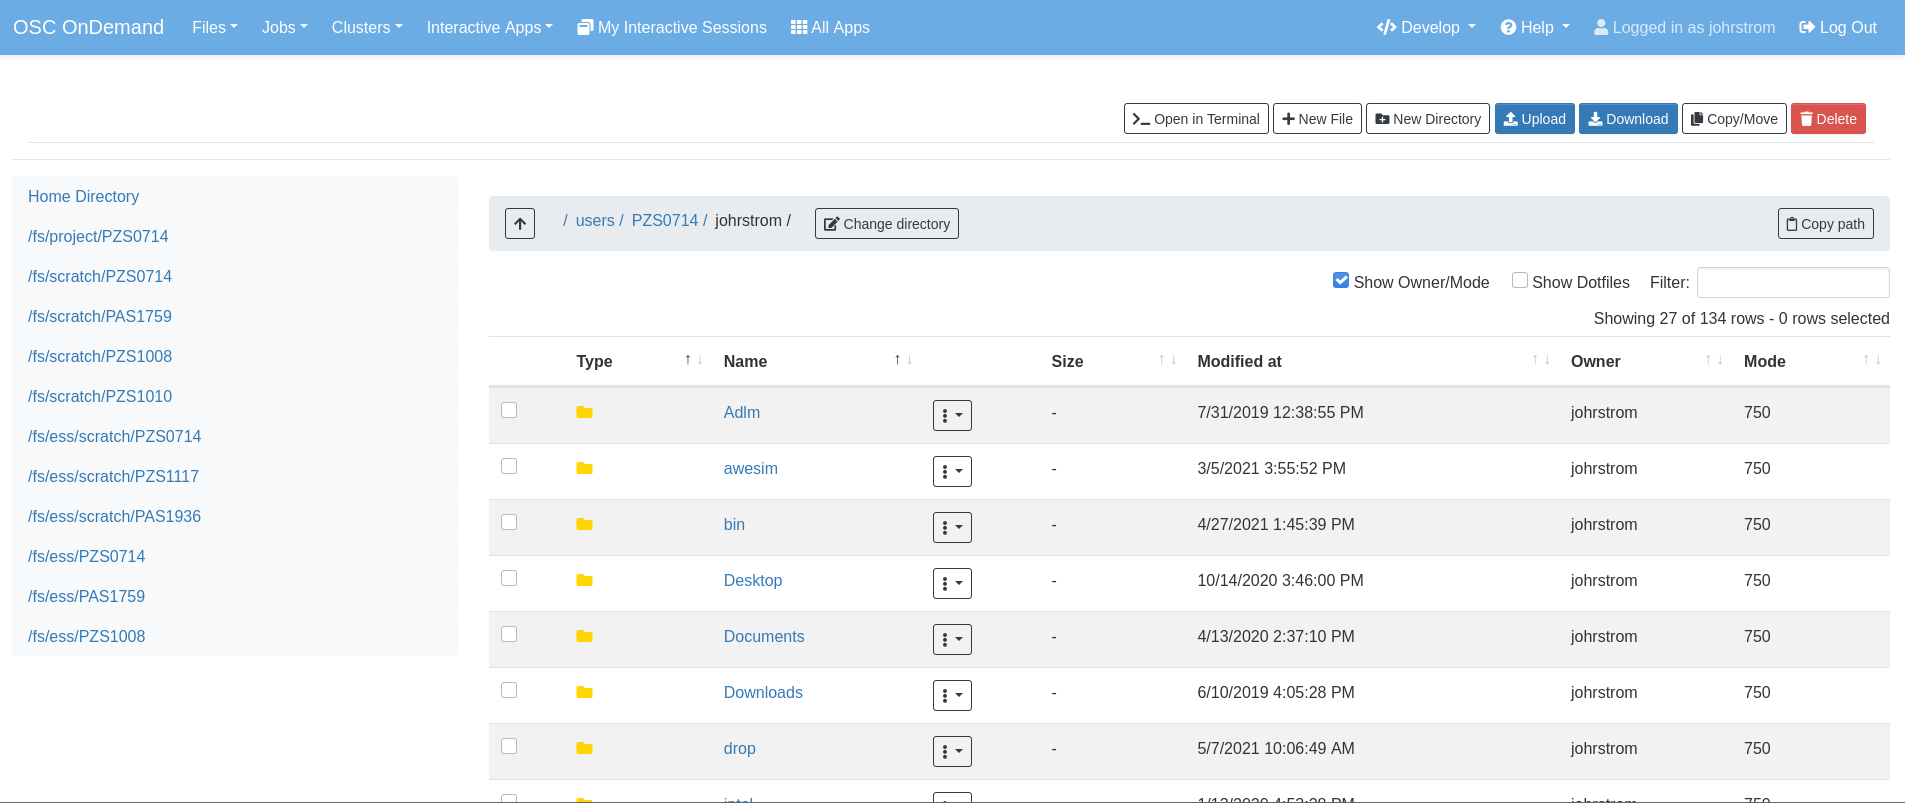 OSC OnDemand Files Jobs Clusters Interactive Apps My Interactive Sessions All Apps Develop Help Logged in as johrstrom Log Out
Open in Terminal New File New Directory Upload Download Copy/Move Delete
Home Directory
/fs/project/PZS0714
/fs/scratch/PZS0714
/fs/scratch/PAS1759
/fs/scratch/PZS1008
/fs/scratch/PZS1010
/fs/ess/scratch/PZS0714
/fs/ess/scratch/PZS1117
/fs/ess/scratch/PAS1936
/fs/ess/PZS0714
/fs/ess/PAS1759
/fs/ess/PZS1008
/ users / PZS0714 / johrstrom / Change directory Copy path
Show Owner/Mode Show Dotfiles Filter:
Showing 27 of 134 rows - 0 rows selected
Type Name Size Modified at Owner Mode
Adlm - 7/31/2019 12:38:55 PM johrstrom 750
awesim - 3/5/2021 3:55:52 PM johrstrom 750
bin - 4/27/2021 1:45:39 PM johrstrom 750
Desktop - 10/14/2020 3:46:00 PM johrstrom 750
Documents - 4/13/2020 2:37:10 PM johrstrom 750
Downloads - 6/10/2019 4:05:28 PM johrstrom 750
drop - 5/7/2021 10:06:49 AM johrstrom 750